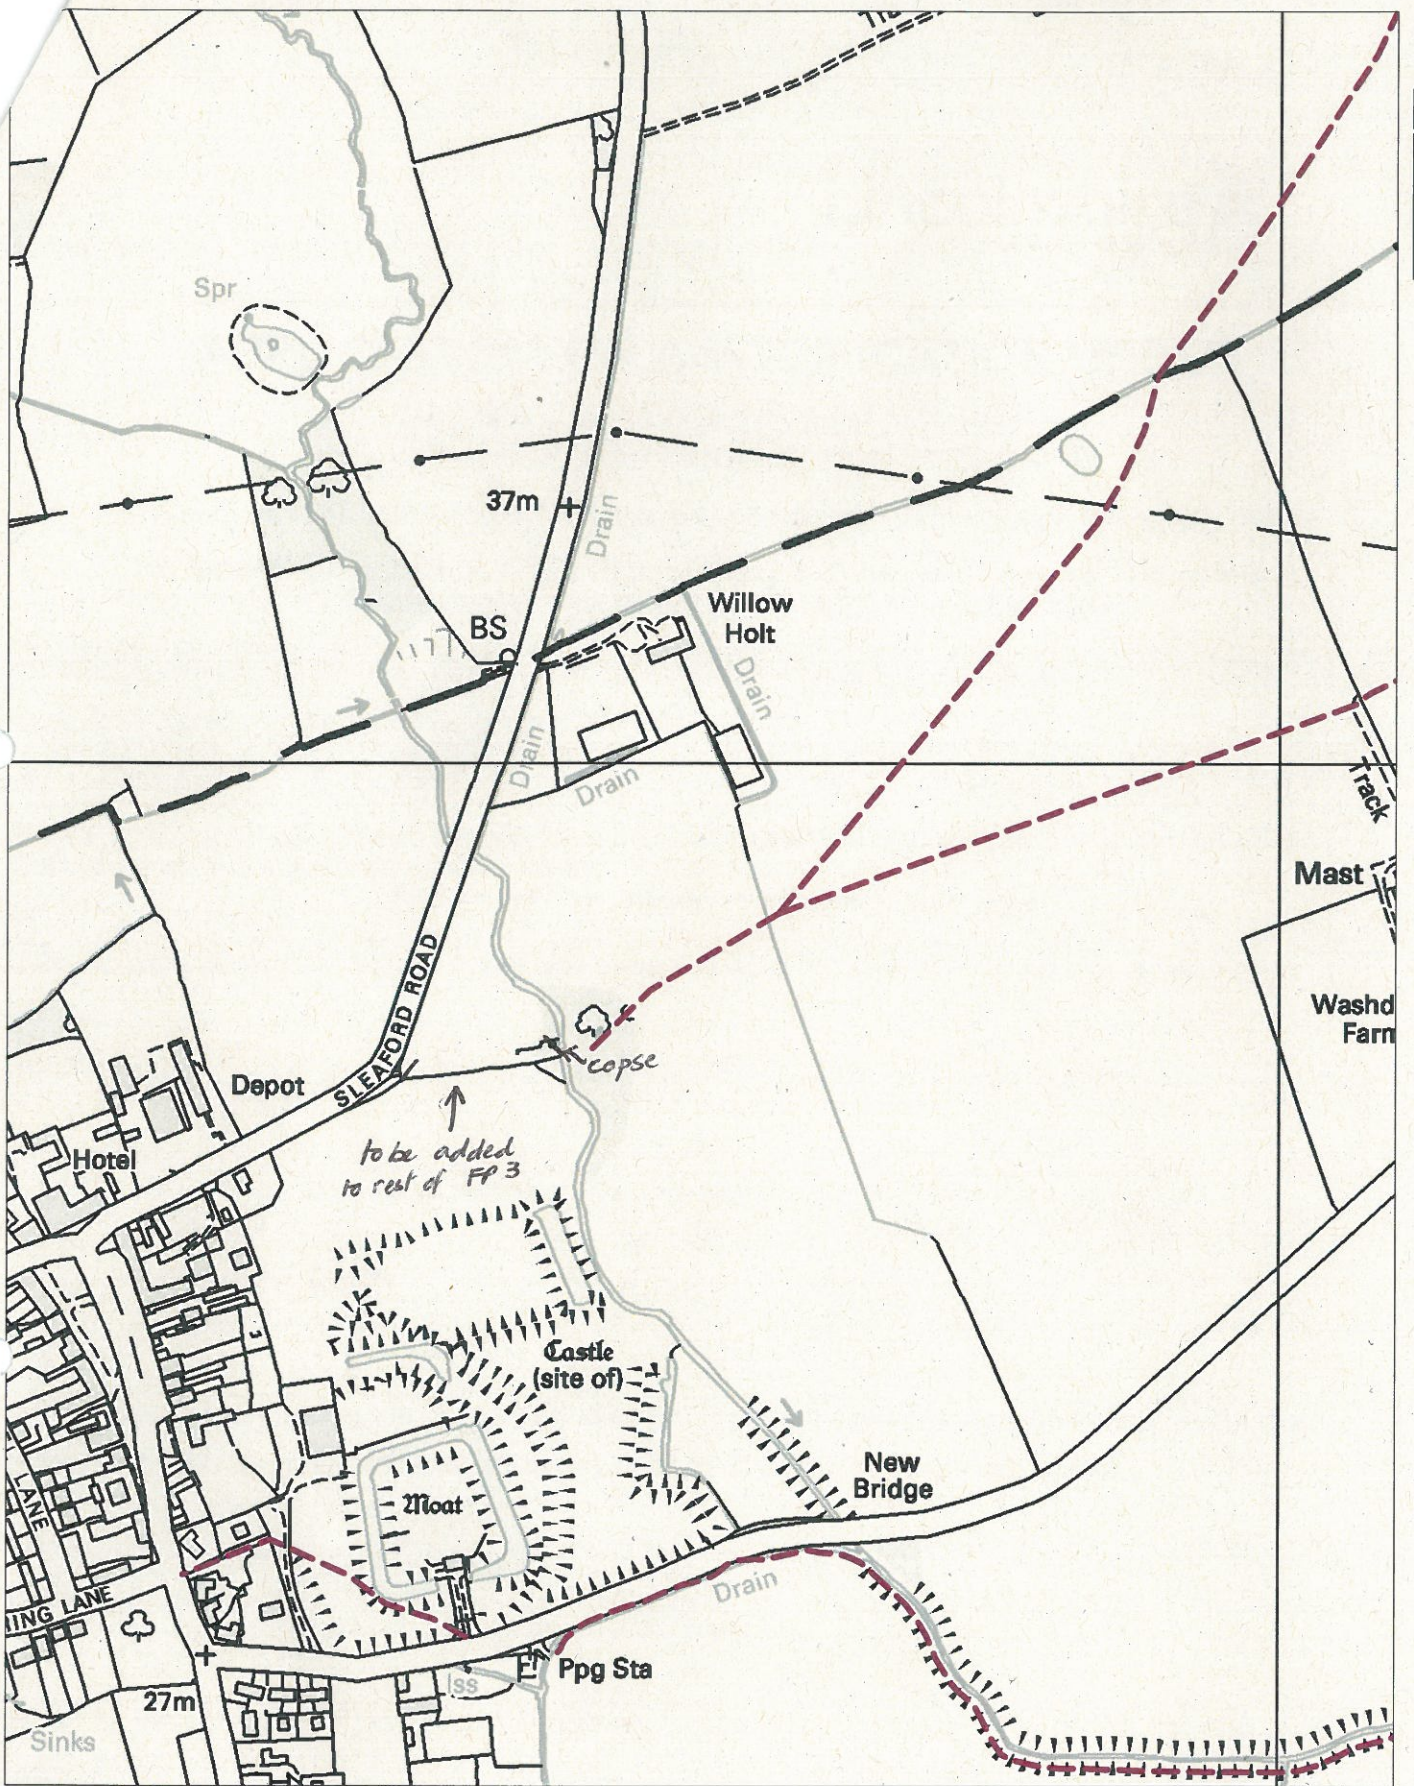 Spr
37m
Drain
BS
Willow
Holt
Drain
Drain
Drain
Track
Mast
Washd
Farm
SLEAFORD ROAD
copse
Depot
to be added
to rest of FP 3
Hotel
Castle
(site of)
New
Bridge
Moat
LANE
Drain
ING LANE
Ppg Sta
Iss
27m
Sinks